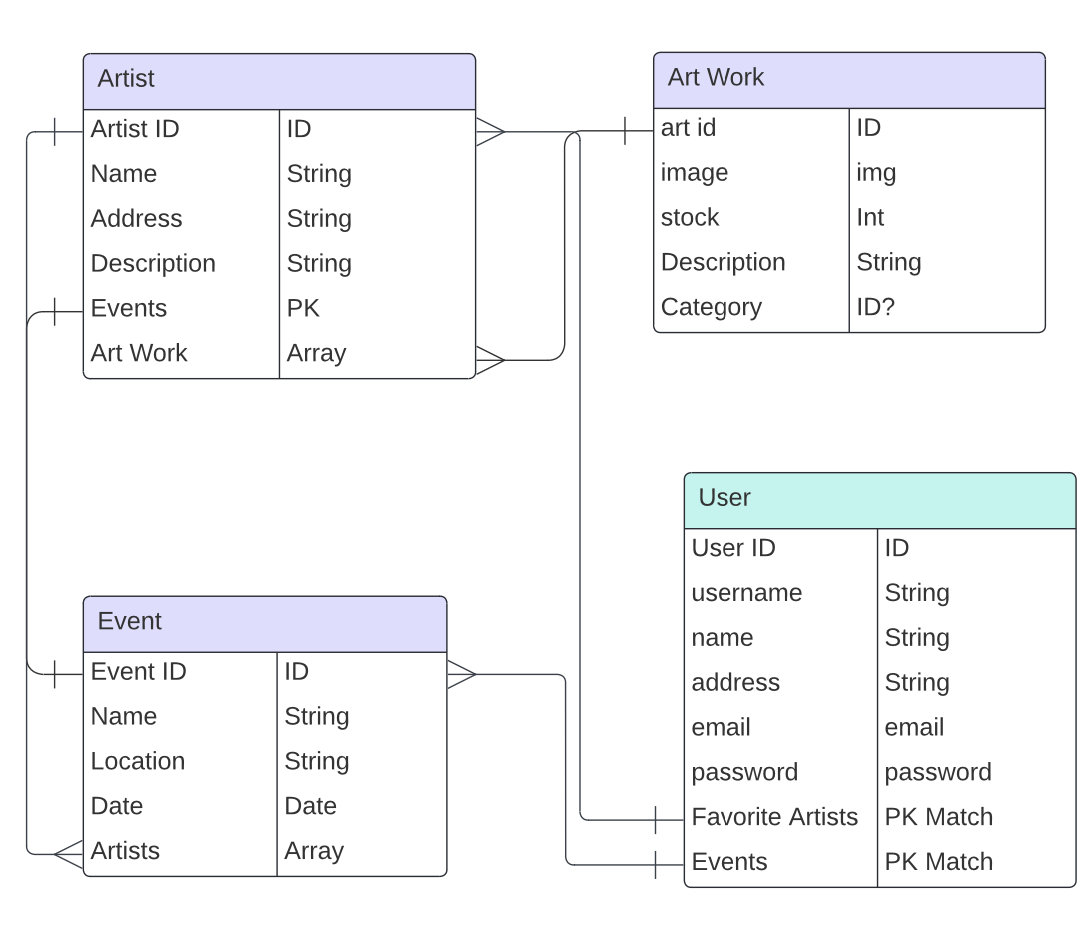 Artist
Artist ID ID
Name String
Address String
Description String
Events PK
Art Work Array
Art Work
art id ID
image img
stock Int
Description String
Category ID?
Event
Event ID ID
Name String
Location String
Date Date
Artists Array
User
User ID ID
username String
name String
address String
email email
password password
Favorite Artists PK Match
Events PK Match